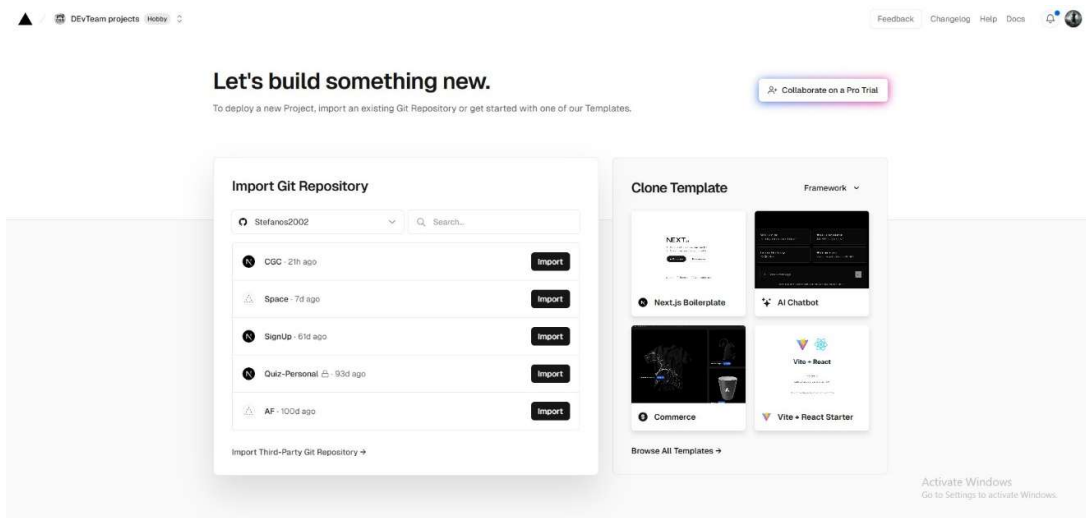 DEvTeam projects Hobby
Feedback Changelog Help Docs
Let's build something new.
To deploy a new Project, import an existing Git Repository or get started with one of our Templates.
Collaborate on a Pro Trial
Import Git Repository
Stefanos2002
Search...
CGC · 21h ago Import
Space · 7d ago Import
SignUp · 61d ago Import
Quiz-Personal · 93d ago Import
AF · 100d ago Import
Import Third-Party Git Repository →
Clone Template
Framework
NEXT.js
Next.js Boilerplate
AI Chatbot
Commerce
Vite + React
Vite + React Starter
Browse All Templates →
Activate Windows
Go to Settings to activate Windows.